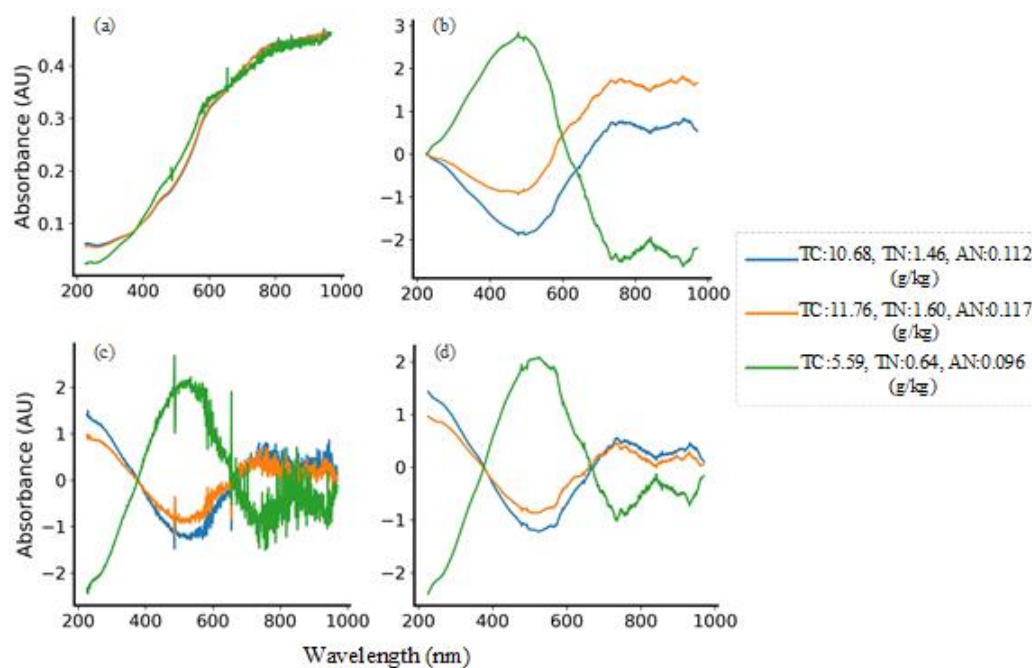 (a)
(b)
Absorbance (AU)
0.4
0.3
0.2
0.1
200 400 600 800 1000
3
2
1
0
−1
−2
200 400 600 800 1000
TC:10.68, TN:1.46, AN:0.112
(g/kg)
TC:11.76, TN:1.60, AN:0.117
(g/kg)
TC:5.59, TN:0.64, AN:0.096
(g/kg)
(c)
(d)
Absorbance (AU)
2
1
0
−1
−2
200 400 600 800 1000
2
1
0
−1
−2
200 400 600 800 1000
Wavelength (nm)